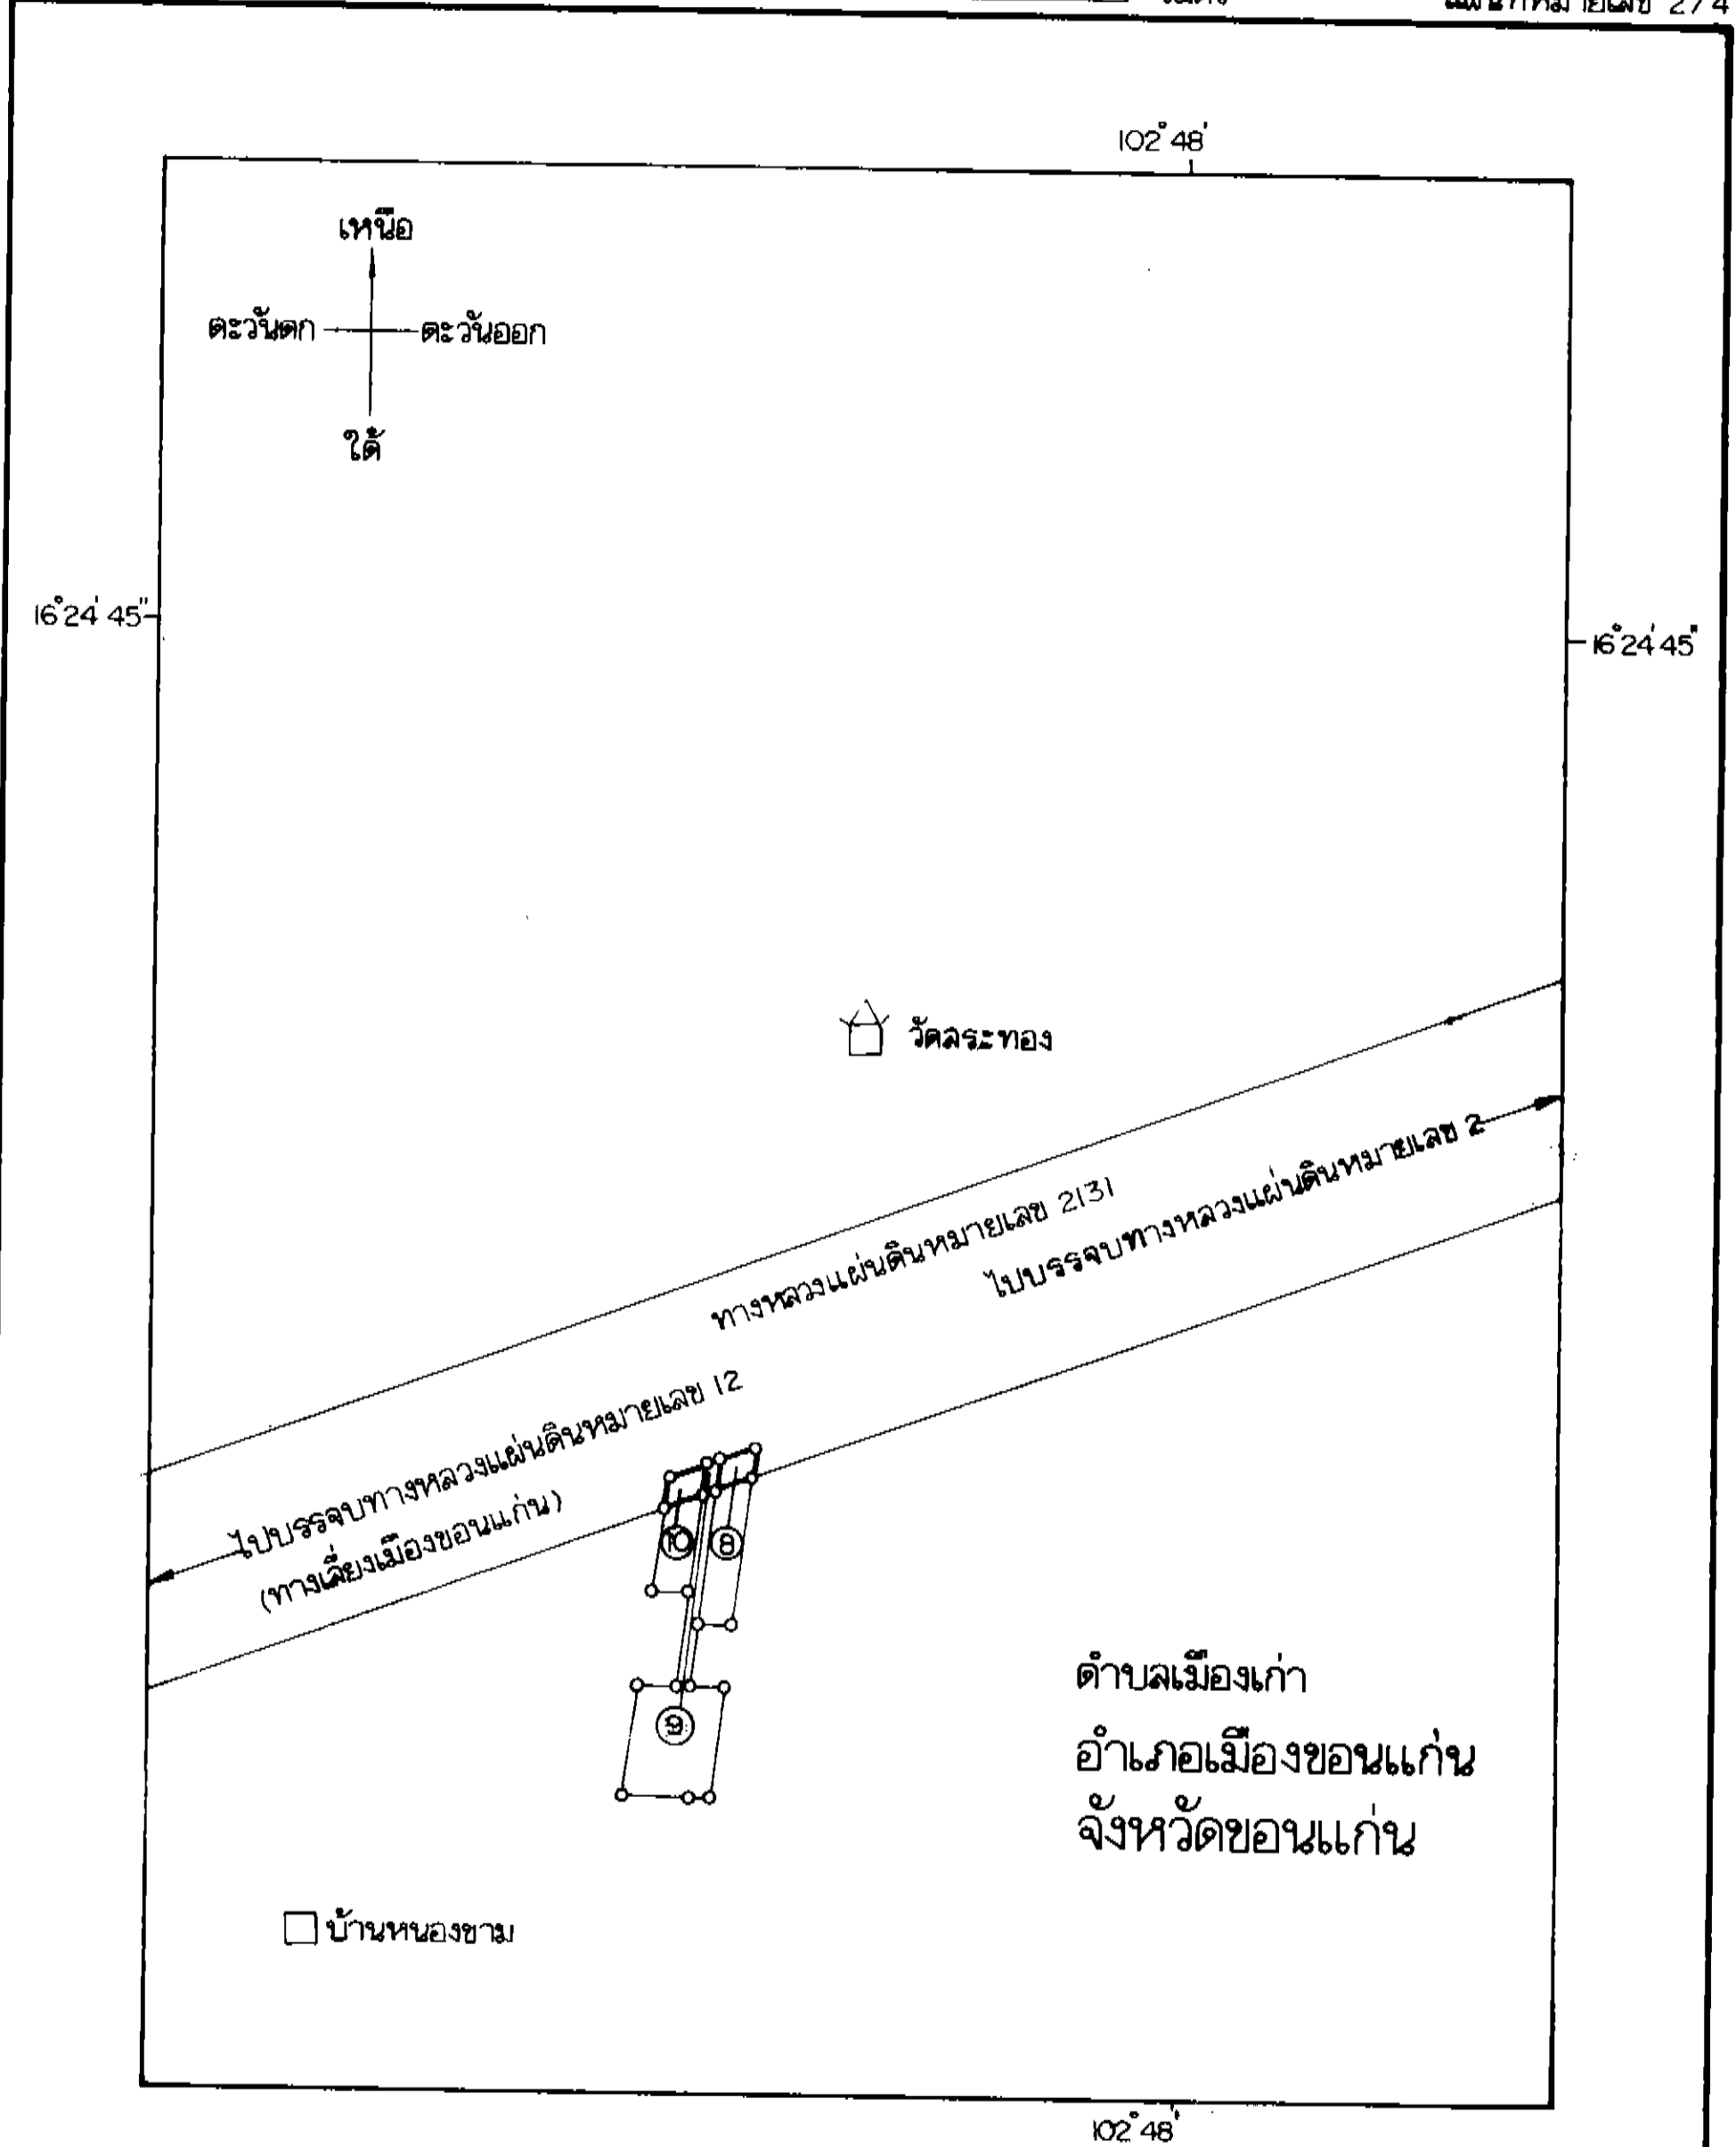 แผนที่หมายเลข 2/4
102°48'
เหนือ
ตะวันตก ตะวันออก
ใต้
16°24'45"
16°24'45"
วัดสระทอง
ทางหลวงแผ่นดินหมายเลข 2131
ไปบรรจบทางหลวงแผ่นดินหมายเลข 2
ไปบรรจบทางหลวงแผ่นดินหมายเลข 12
(ทางเลี่ยงเมืองขอนแก่น)
10 8
9
ตำบลเมืองเก่า
อำเภอเมืองขอนแก่น
จังหวัดขอนแก่น
บ้านหนองขาม
102°48'